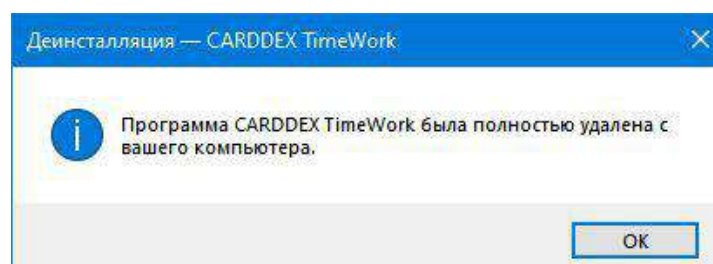 Деинсталляция — CARDDEX TimeWork
Программа CARDDEX TimeWork была полностью удалена с
вашего компьютера.
OK